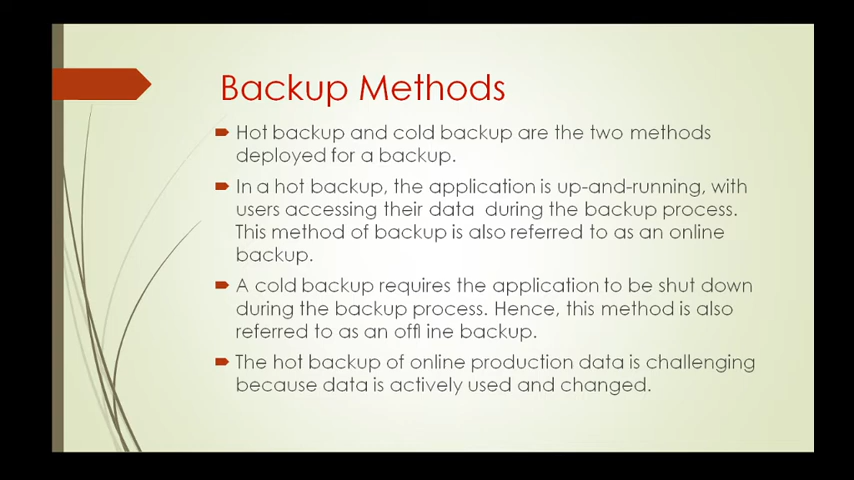 Backup Methods
Hot backup and cold backup are the two methods
deployed for a backup.
In a hot backup, the application is up-and-running, with
users accessing their data during the backup process.
This method of backup is also referred to as an online
backup.
A cold backup requires the application to be shut down
during the backup process. Hence, this method is also
referred to as an offl ine backup.
The hot backup of online production data is challenging
because data is actively used and changed.